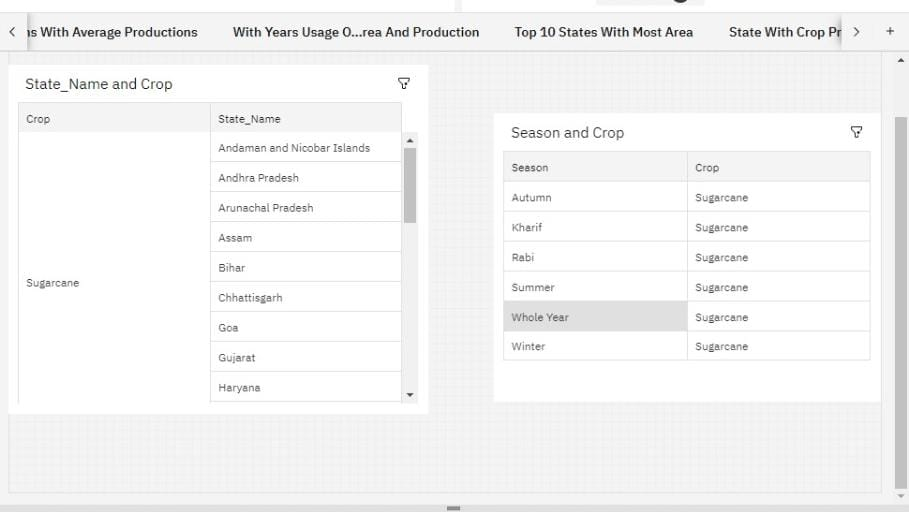 ns With Average Productions
With Years Usage O...rea And Production
Top 10 States With Most Area
State With Crop Pr
State_Name and Crop
Crop
State_Name
Sugarcane
Andaman and Nicobar Islands
Andhra Pradesh
Arunachal Pradesh
Assam
Bihar
Chhattisgarh
Goa
Gujarat
Haryana
Season and Crop
Season Crop
Autumn Sugarcane
Kharif Sugarcane
Rabi Sugarcane
Summer Sugarcane
Whole Year Sugarcane
Winter Sugarcane